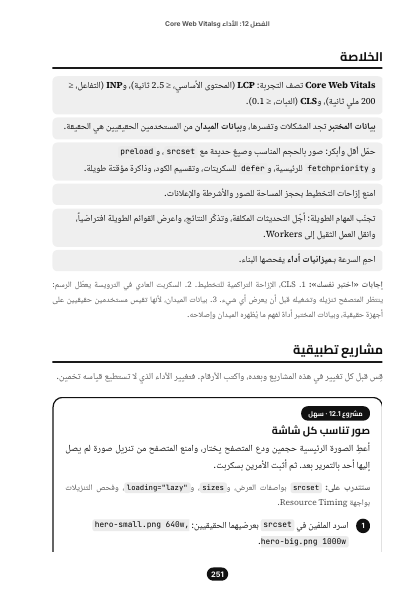 الفصل 12: الأداء وCore Web Vitals
الخلاصة
Core Web Vitals تصف التجربة: LCP (المحتوى الأساسي، ≤ 2.5 ثانية)، وINP (التفاعل، ≤
200 ملي ثانية)، وCLS (الثبات، ≤ 0.1).
بيانات المختبر تجد المشكلات وتفسرها، وبيانات الميدان من المستخدمين الحقيقيين هي الحقيقة.
حمّل أقل وأبكر: صور بالحجم المناسب وصيغ حديثة مع srcset، و preload
و fetchpriority للرئيسية، و defer للسكربتات، وتقسيم الكود، وذاكرة مؤقتة طويلة.
امنع إزاحات التخطيط بحجز المساحة للصور والأشرطة والإعلانات.
تجنّب المهام الطويلة: أجّل التحديثات المكلفة، وتذكّر النتائج، واعرض القوائم الطويلة افتراضياً،
وانقل العمل الثقيل إلى Workers.
احمِ السرعة بـميزانيات أداء يفحصها البناء.
إجابات «اختبر نفسك»: 1. CLS، الإزاحة التراكمية للتخطيط. 2. السكربت العادي في الترويسة يعطّل الرسم:
ينتظر المتصفح تنزيله وتشغيله قبل أن يعرض أي شيء. 3. بيانات الميدان، لأنها تقيس مستخدمين حقيقيين على
أجهزة حقيقية، وبيانات المختبر أداة لفهم ما يُظهره الميدان وإصلاحه.
مشاريع تطبيقية
قِس قبل كل تغيير في هذه المشاريع وبعده، واكتب الأرقام. فتغيير الأداء الذي لا تستطيع قياسه تخمين.
مشروع 12.1 · سهل
صور تناسب كل شاشة
أعطِ الصورة الرئيسية حجمين ودع المتصفح يختار، وامنع المتصفح من تنزيل صورة لم يصل
إليها أحد بالتمرير بعد. ثم أثبت الأمرين بسكربت.
ستتدرب على: srcset بواصفات العرض، و sizes، و loading="lazy"، وفحص التنزيلات
بواجهة Resource Timing.
1 اسرد الملفين في srcset بعرضيهما الحقيقيين: hero-small.png 640w,
hero-big.png 1000w.
251